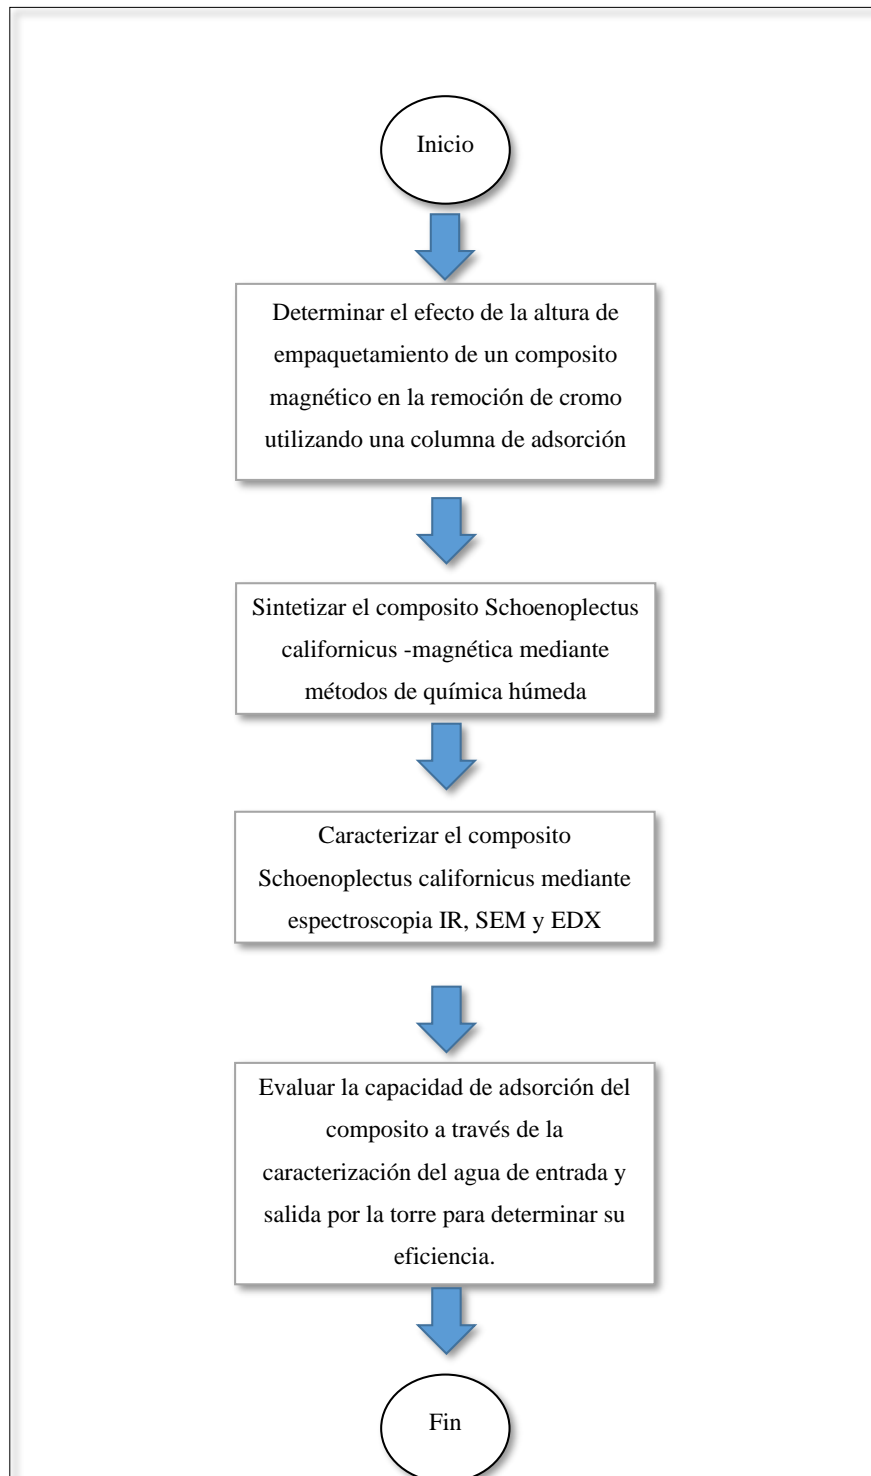 Inicio
Determinar el efecto de la altura de
empaquetamiento de un composito
magnético en la remoción de cromo
utilizando una columna de adsorción
Sintetizar el composito Schoenoplectus
californicus -magnética mediante
métodos de química húmeda
Caracterizar el composito
Schoenoplectus californicus mediante
espectroscopia IR, SEM y EDX
Evaluar la capacidad de adsorción del
composito a través de la
caracterización del agua de entrada y
salida por la torre para determinar su
eficiencia.
Fin